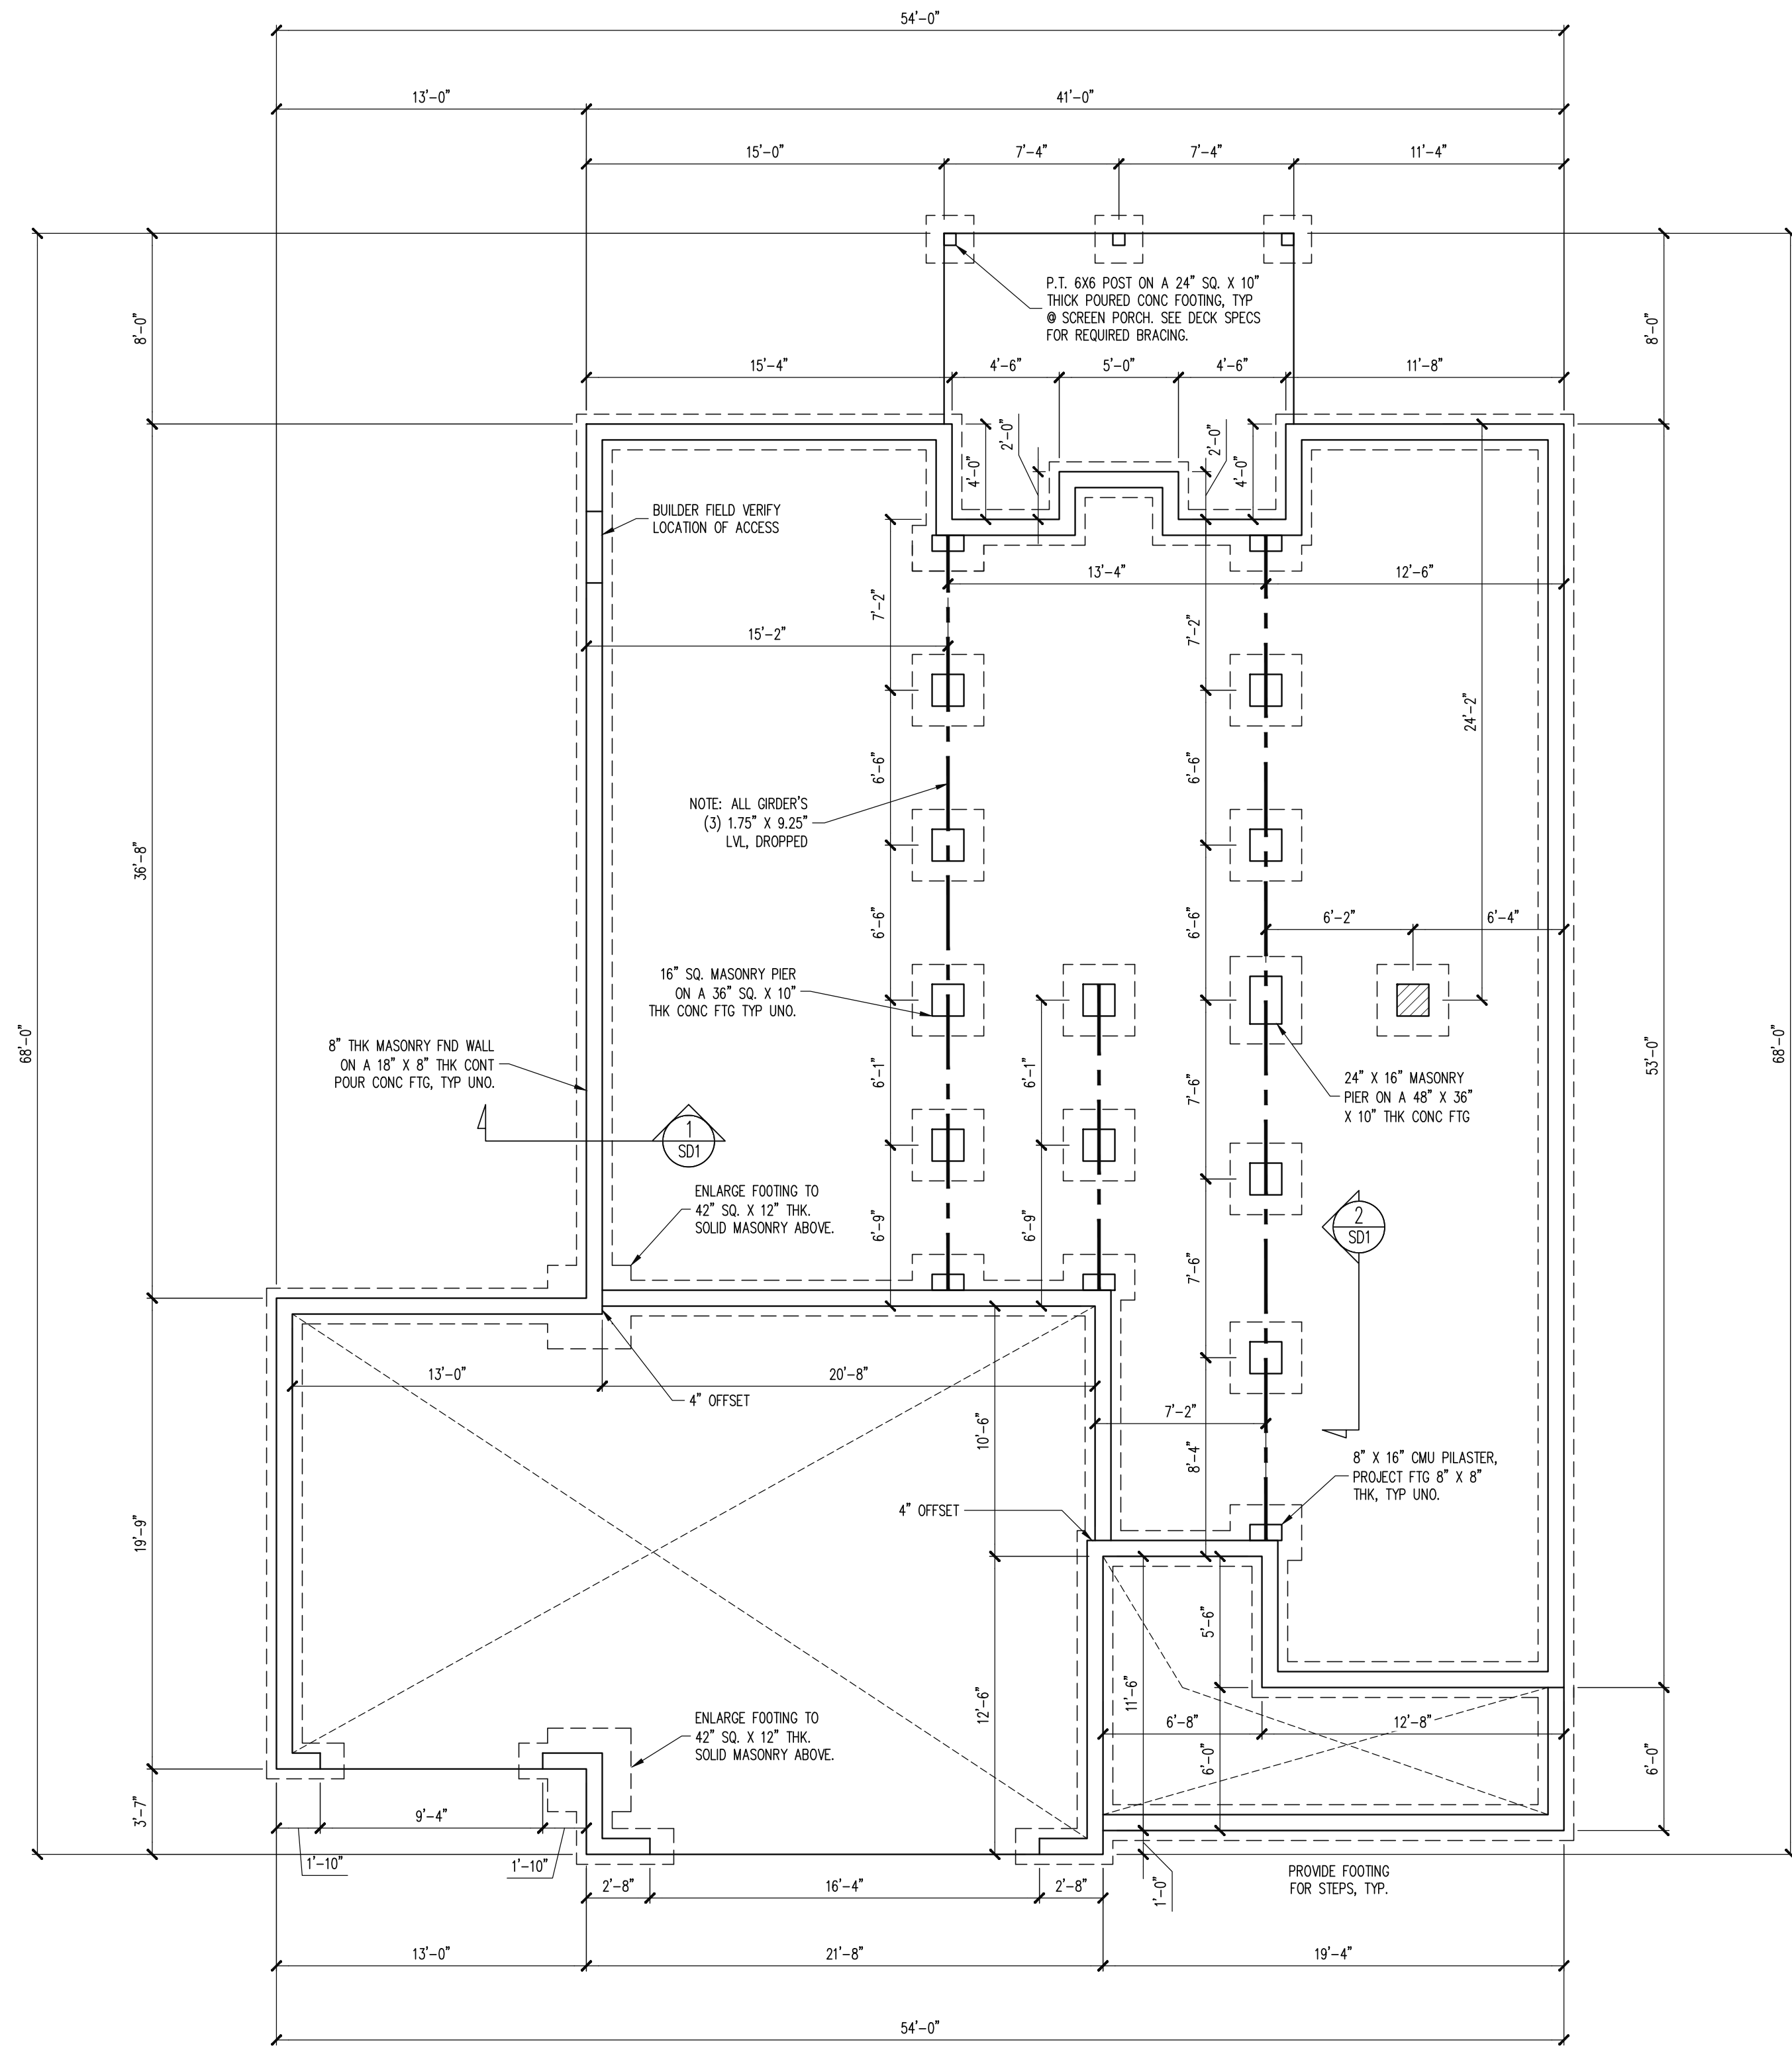 54'-0"
13'-0"
41'-0"
15'-0"
7'-4"
7'-4"
11'-4"
P.T. 6X6 POST ON A 24" SQ. X 10"
THICK POURED CONC FOOTING, TYP
@ SCREEN PORCH. SEE DECK SPECS
FOR REQUIRED BRACING.
8'-0"
8'-0"
15'-4"
4'-6"
5'-0"
4'-6"
11'-8"
4'-0"
2'-0"
2'-0"
4'-0"
BUILDER FIELD VERIFY
LOCATION OF ACCESS
13'-4"
12'-6"
7'-2"
7'-2"
15'-2"
24'-2"
6'-6"
6'-6"
NOTE: ALL GIRDER'S
(3) 1.75" X 9.25"
LVL, DROPPED
36'-8"
6'-6"
6'-6"
6'-2"
6'-4"
16" SQ. MASONRY PIER
ON A 36" SQ. X 10"
THK CONC FTG TYP UNO.
68'-0"
68'-0"
53'-0"
8" THK MASONRY FND WALL
ON A 18" X 8" THK CONT
POUR CONC FTG, TYP UNO.
6'-1"
6'-1"
7'-6"
24" X 16" MASONRY
PIER ON A 48" X 36"
X 10" THK CONC FTG
1
SD1
ENLARGE FOOTING TO
42" SQ. X 12" THK.
SOLID MASONRY ABOVE.
6'-9"
6'-9"
7'-6"
2
SD1
13'-0"
20'-8"
4" OFFSET
7'-2"
10'-6"
8'-4"
8" X 16" CMU PILASTER,
PROJECT FTG 8" X 8"
THK, TYP UNO.
4" OFFSET
19'-9"
5'-6"
11'-6"
12'-6"
ENLARGE FOOTING TO
42" SQ. X 12" THK.
SOLID MASONRY ABOVE.
6'-8"
12'-8"
6'-0"
6'-0"
3'-7"
9'-4"
1'-10"
1'-10"
2'-8"
16'-4"
2'-8"
1'-0"
PROVIDE FOOTING
FOR STEPS, TYP.
13'-0"
21'-8"
19'-4"
54'-0"